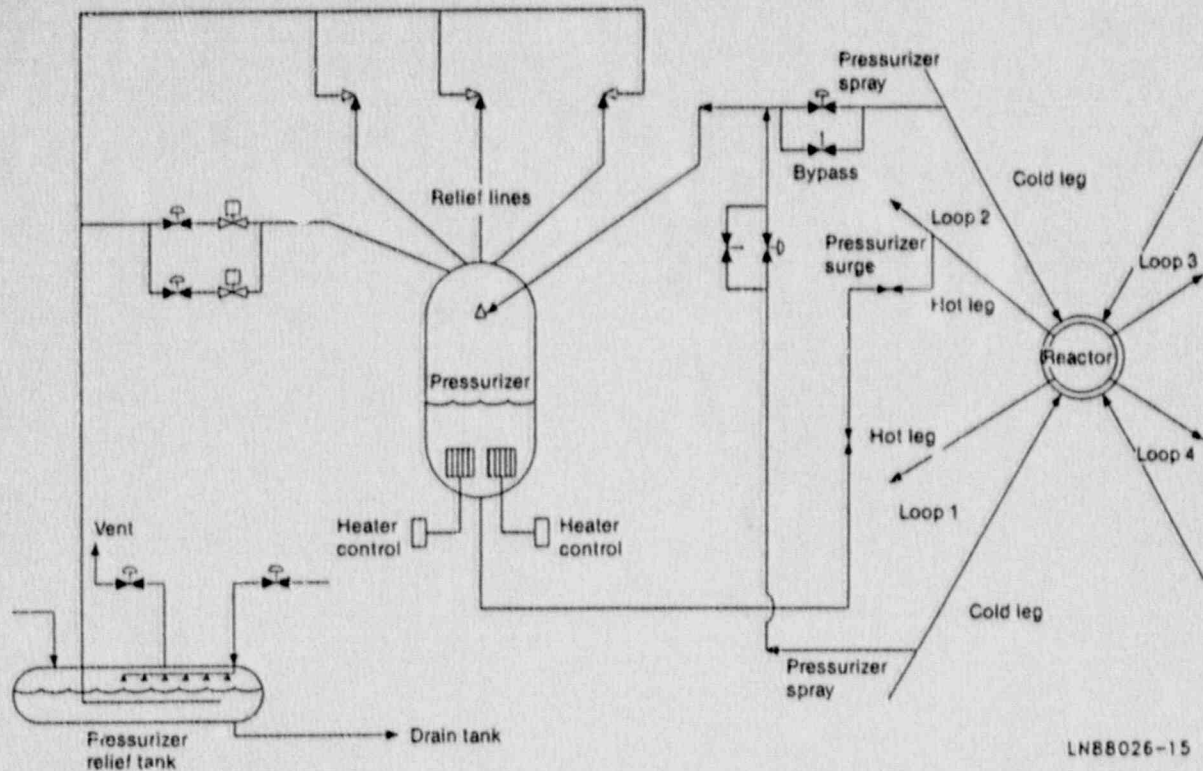 Pressurizer
spray
Cold leg
Bypass
Relief lines
Loop 2
Pressurizer
surge
Loop 3
Hot leg
Reactor
Pressurizer
Hot leg
Loop 4
Loop 1
Vent
Heater
control
Heater
control
Cold leg
Pressurizer
spray
Drain tank
Pressurizer
relief tank
LN88026-15